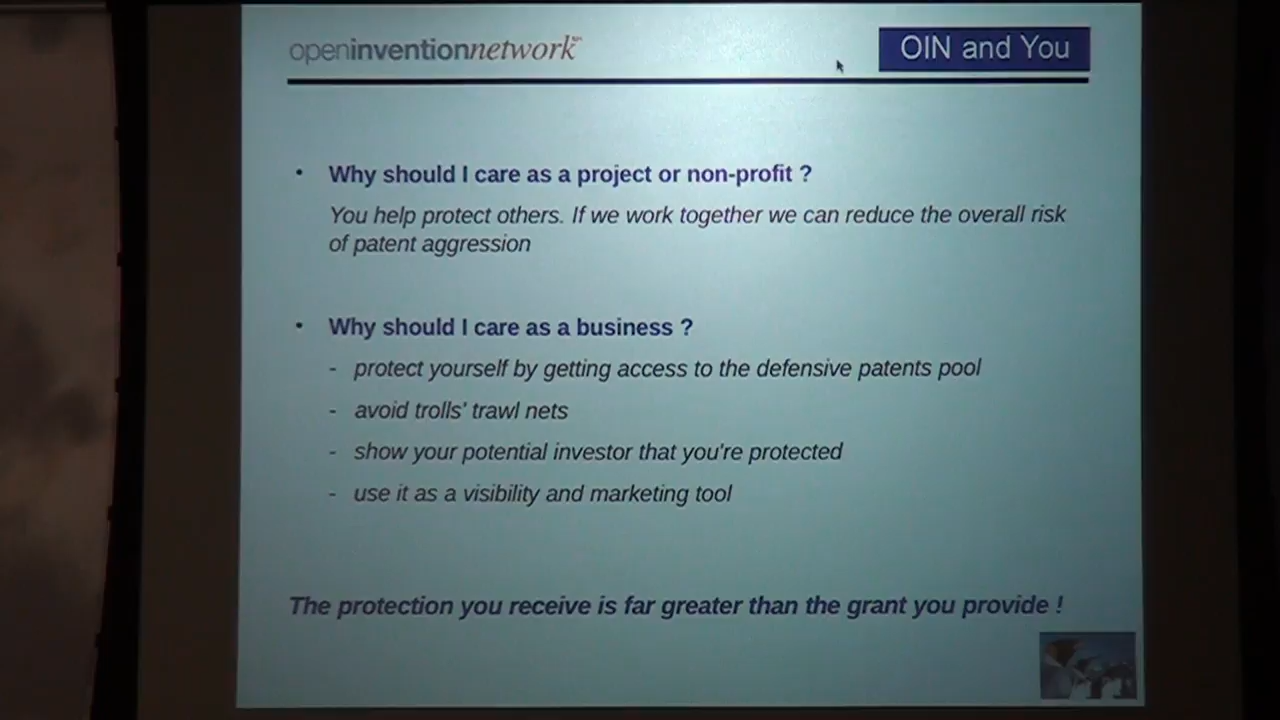 openinventionnetwork
OIN and You
• Why should I care as a project or non-profit ?
You help protect others. If we work together we can reduce the overall risk
of patent aggression
• Why should I care as a business ?
- protect yourself by getting access to the defensive patents pool
- avoid trolls' trawl nets
- show your potential investor that you're protected
- use it as a visibility and marketing tool
The protection you receive is far greater than the grant you provide !